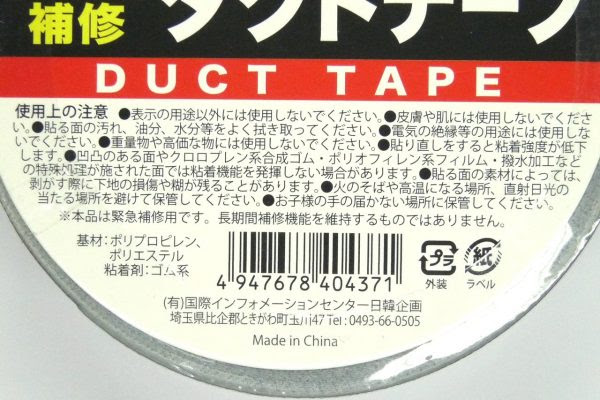 補修
ダクトテープ
DUCT TAPE
使用上の注意 ●表示の用途以外には使用しないでください。●皮膚や肌には使用しないでくださ
い。●貼る面の汚れ、油分、水分等をよく拭き取ってください。●電気の絶縁等の用途には使用しな
いでください。●重量物や高価な物には使用しないでください。●貼り直しをすると粘着強度が低下
します。●凹凸のある面やクロロプレン系合成ゴム・ポリオフィレン系フィルム・撥水加工など
の特殊処理が施された面では粘着機能を発揮しない場合があります。●貼る面の素材によっては、
剥がす際に下地の損傷や糊が残ることがあります。●火のそばや高温になる場所、直射日光の
当たる場所を避けて保管してください。●お子様の手の届かない場所に保管してください。
※本品は緊急補修用です。長期間補修機能を維持するものではありません。
基材：ポリプロピレン、
ポリエステル
粘着剤：ゴム系
4 947678 404371
プラ
外装
紙
ラベル
(有)国際インフォメーションセンター日韓企画
埼玉県比企郡ときがわ町玉川47 Tel：0493-66-0505
Made in China